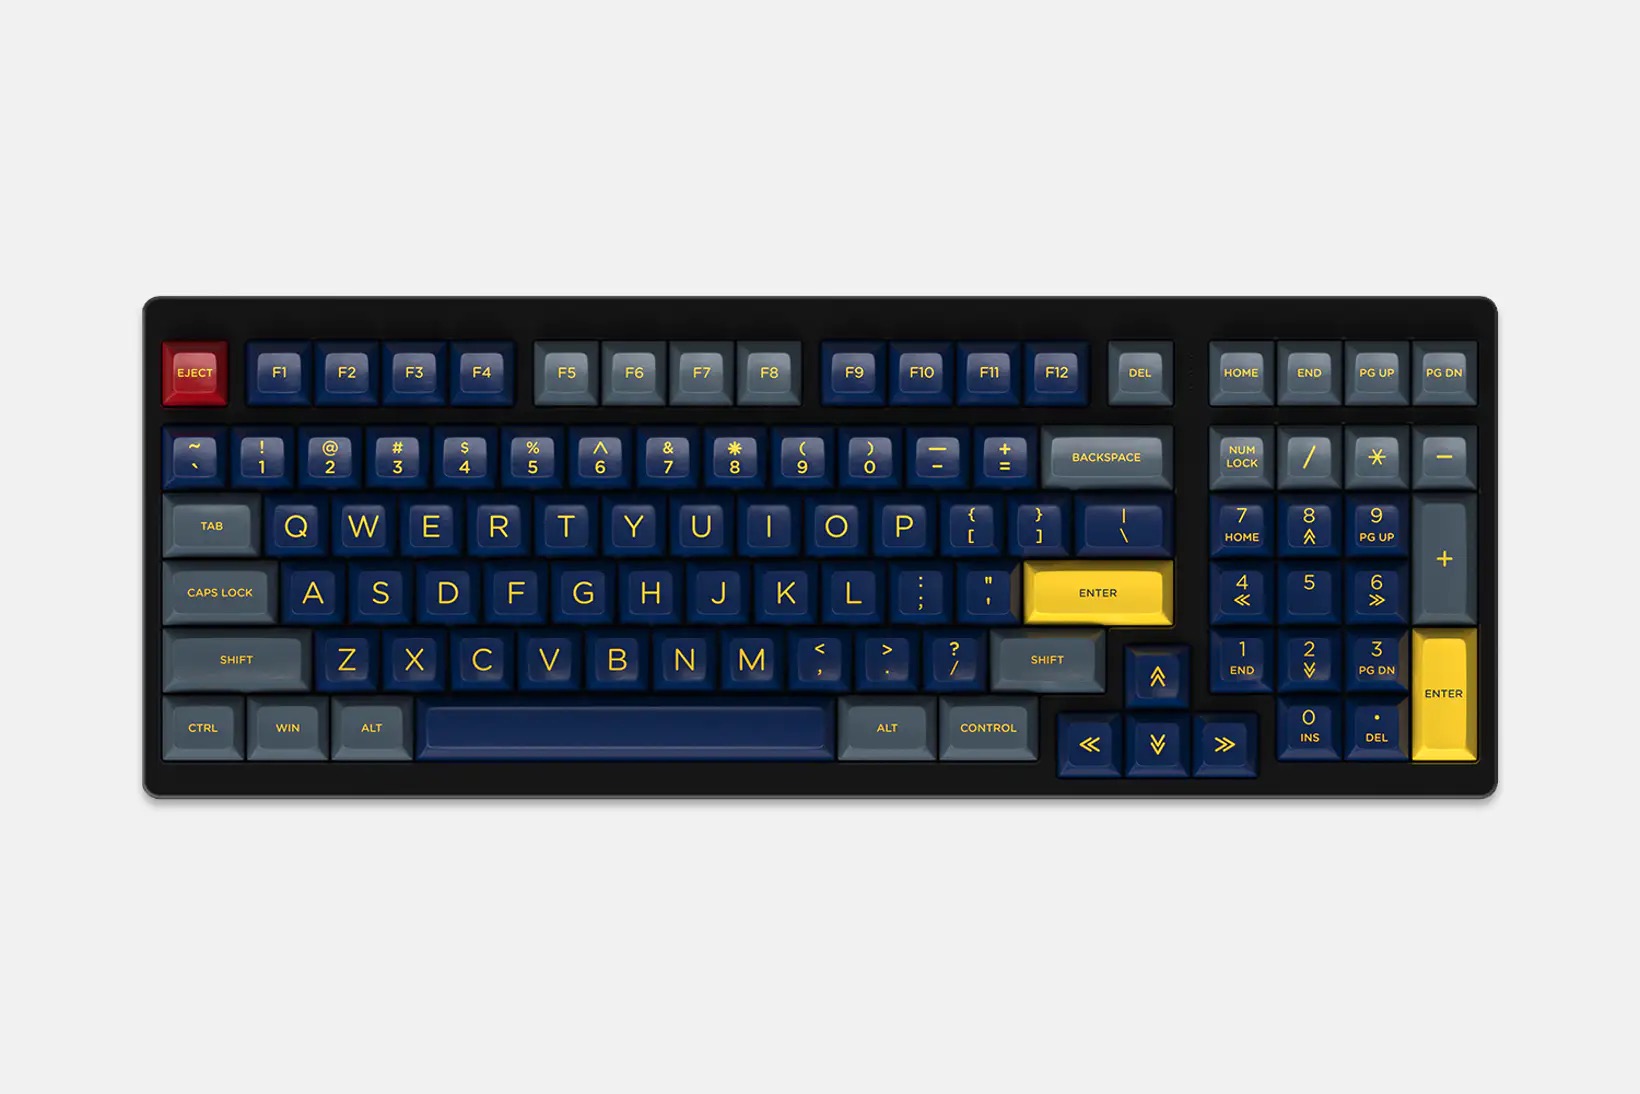 EJECT F1 F2 F3 F4 F5 F6 F7 F8 F9 F10 F11 F12 DEL HOME END PG UP PG DN
~ ! @ # $ % ^ & * ( ) — + BACKSPACE NUM LOCK / * −
` 1 2 3 4 5 6 7 8 9 0 - =
TAB Q W E R T Y U I O P { } | 7 8 9 +
[ ] \ HOME PG UP
CAPS LOCK A S D F G H J K L : " ENTER 4 5 6
; '
SHIFT Z X C V B N M < > ? SHIFT 1 2 3 ENTER
, . / END PG DN
CTRL WIN ALT ALT CONTROL 0 .
INS DEL